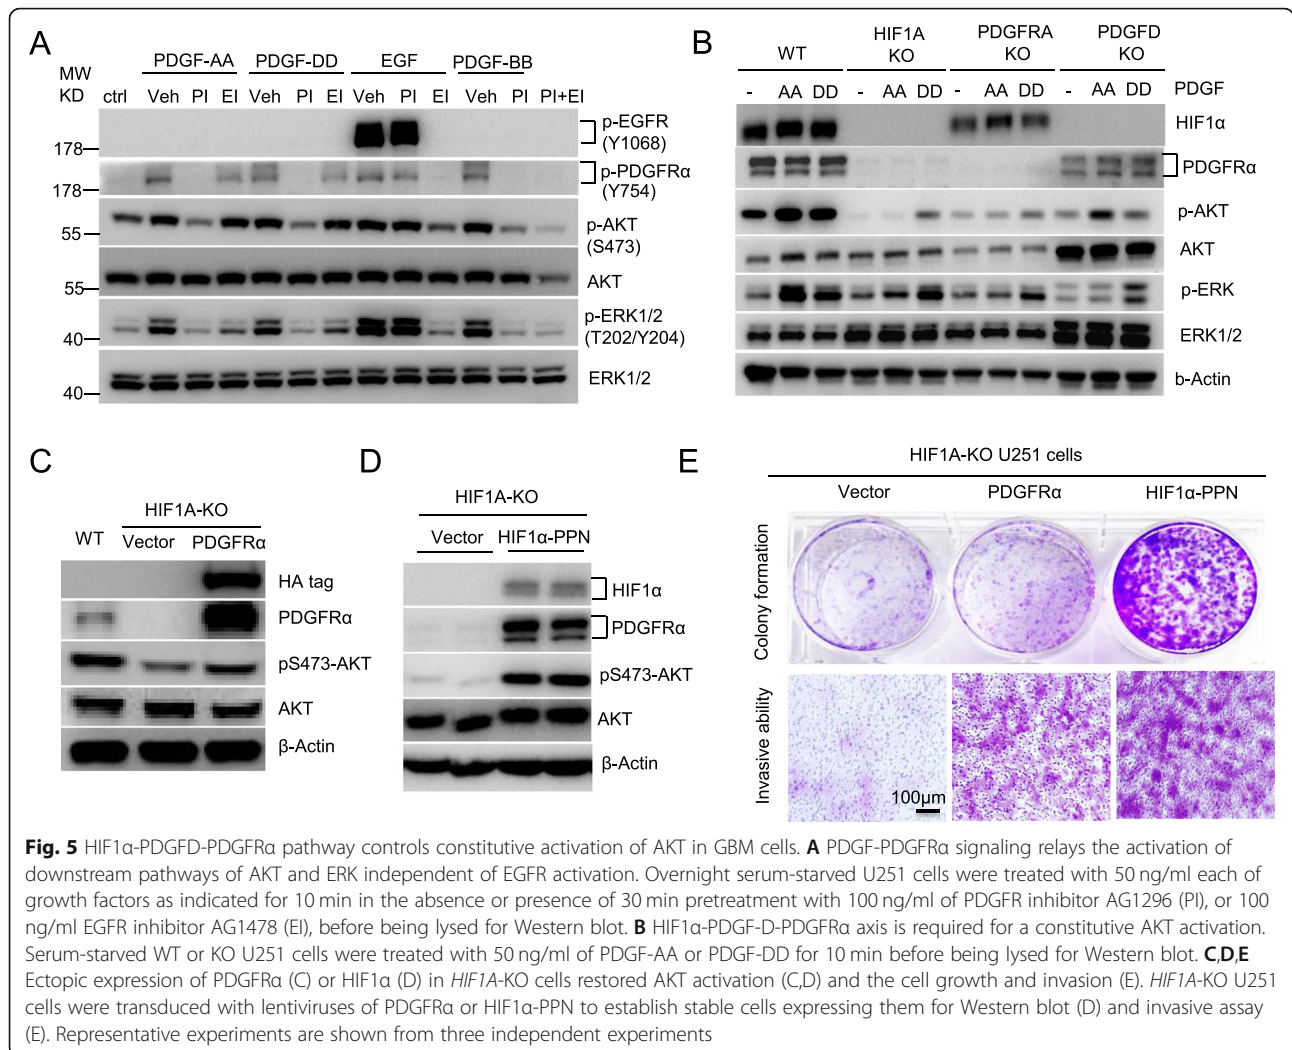 A
PDGF-AA PDGF-DD EGF PDGF-BB
MW
KD
ctrl Veh PI EI Veh PI EI Veh PI EI Veh PI PI+EI
p-EGFR
(Y1068)
178
p-PDGFRα
(Y754)
178
p-AKT
(S473)
55
AKT
55
p-ERK1/2
(T202/Y204)
40
ERK1/2
40
B
WT HIF1A KO PDGFRA KO PDGFD KO
- AA DD - AA DD - AA DD - AA DD PDGF
HIF1α
PDGFRα
p-AKT
AKT
p-ERK
ERK1/2
b-Actin
C
HIF1A-KO
WT Vector PDGFRα
HA tag
PDGFRα
pS473-AKT
AKT
β-Actin
D
HIF1A-KO
Vector HIF1α-PPN
HIF1α
PDGFRα
pS473-AKT
AKT
β-Actin
E
HIF1A-KO U251 cells
Vector PDGFRα HIF1α-PPN
Colony formation
Invasive ability
100μm
Fig. 5 HIF1α-PDGFD-PDGFRα pathway controls constitutive activation of AKT in GBM cells. A PDGF-PDGFRα signaling relays the activation of
downstream pathways of AKT and ERK independent of EGFR activation. Overnight serum-starved U251 cells were treated with 50 ng/ml each of
growth factors as indicated for 10 min in the absence or presence of 30 min pretreatment with 100 ng/ml of PDGFR inhibitor AG1296 (PI), or 100
ng/ml EGFR inhibitor AG1478 (EI), before being lysed for Western blot. B HIF1α-PDGF-D-PDGFRα axis is required for a constitutive AKT activation.
Serum-starved WT or KO U251 cells were treated with 50 ng/ml of PDGF-AA or PDGF-DD for 10 min before being lysed for Western blot. C,D,E
Ectopic expression of PDGFRα (C) or HIF1α (D) in HIF1A-KO cells restored AKT activation (C,D) and the cell growth and invasion (E). HIF1A-KO U251
cells were transduced with lentiviruses of PDGFRα or HIF1α-PPN to establish stable cells expressing them for Western blot (D) and invasive assay
(E). Representative experiments are shown from three independent experiments